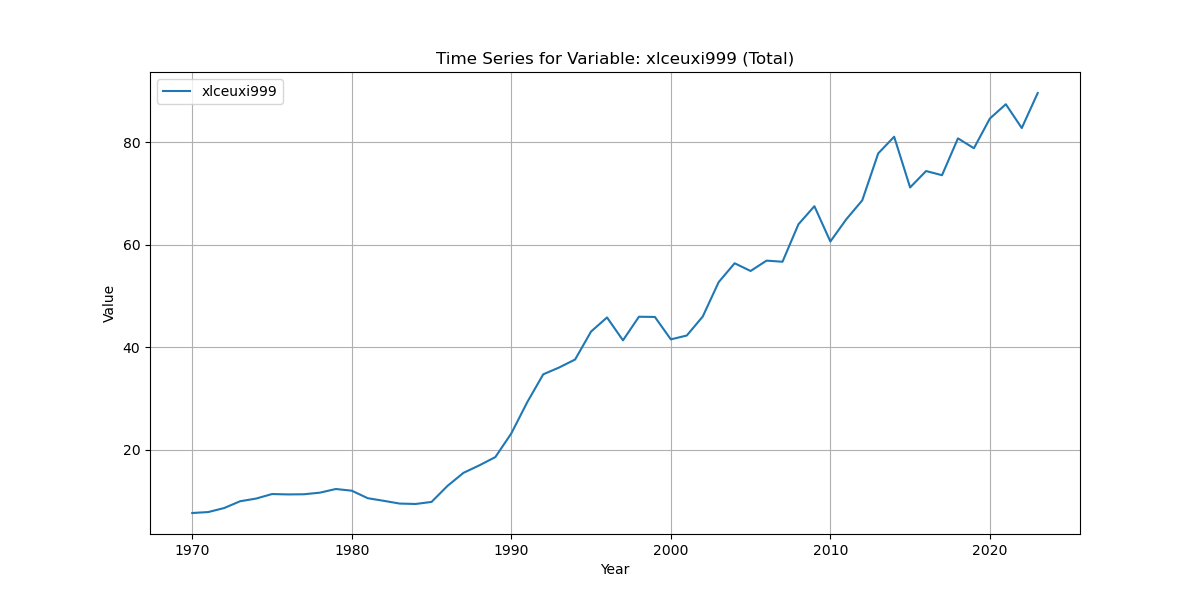 Time Series for Variable: xlceuxi999 (Total)
xlceuxi999
80
60
40
20
Value
1970 1980 1990 2000 2010 2020
Year